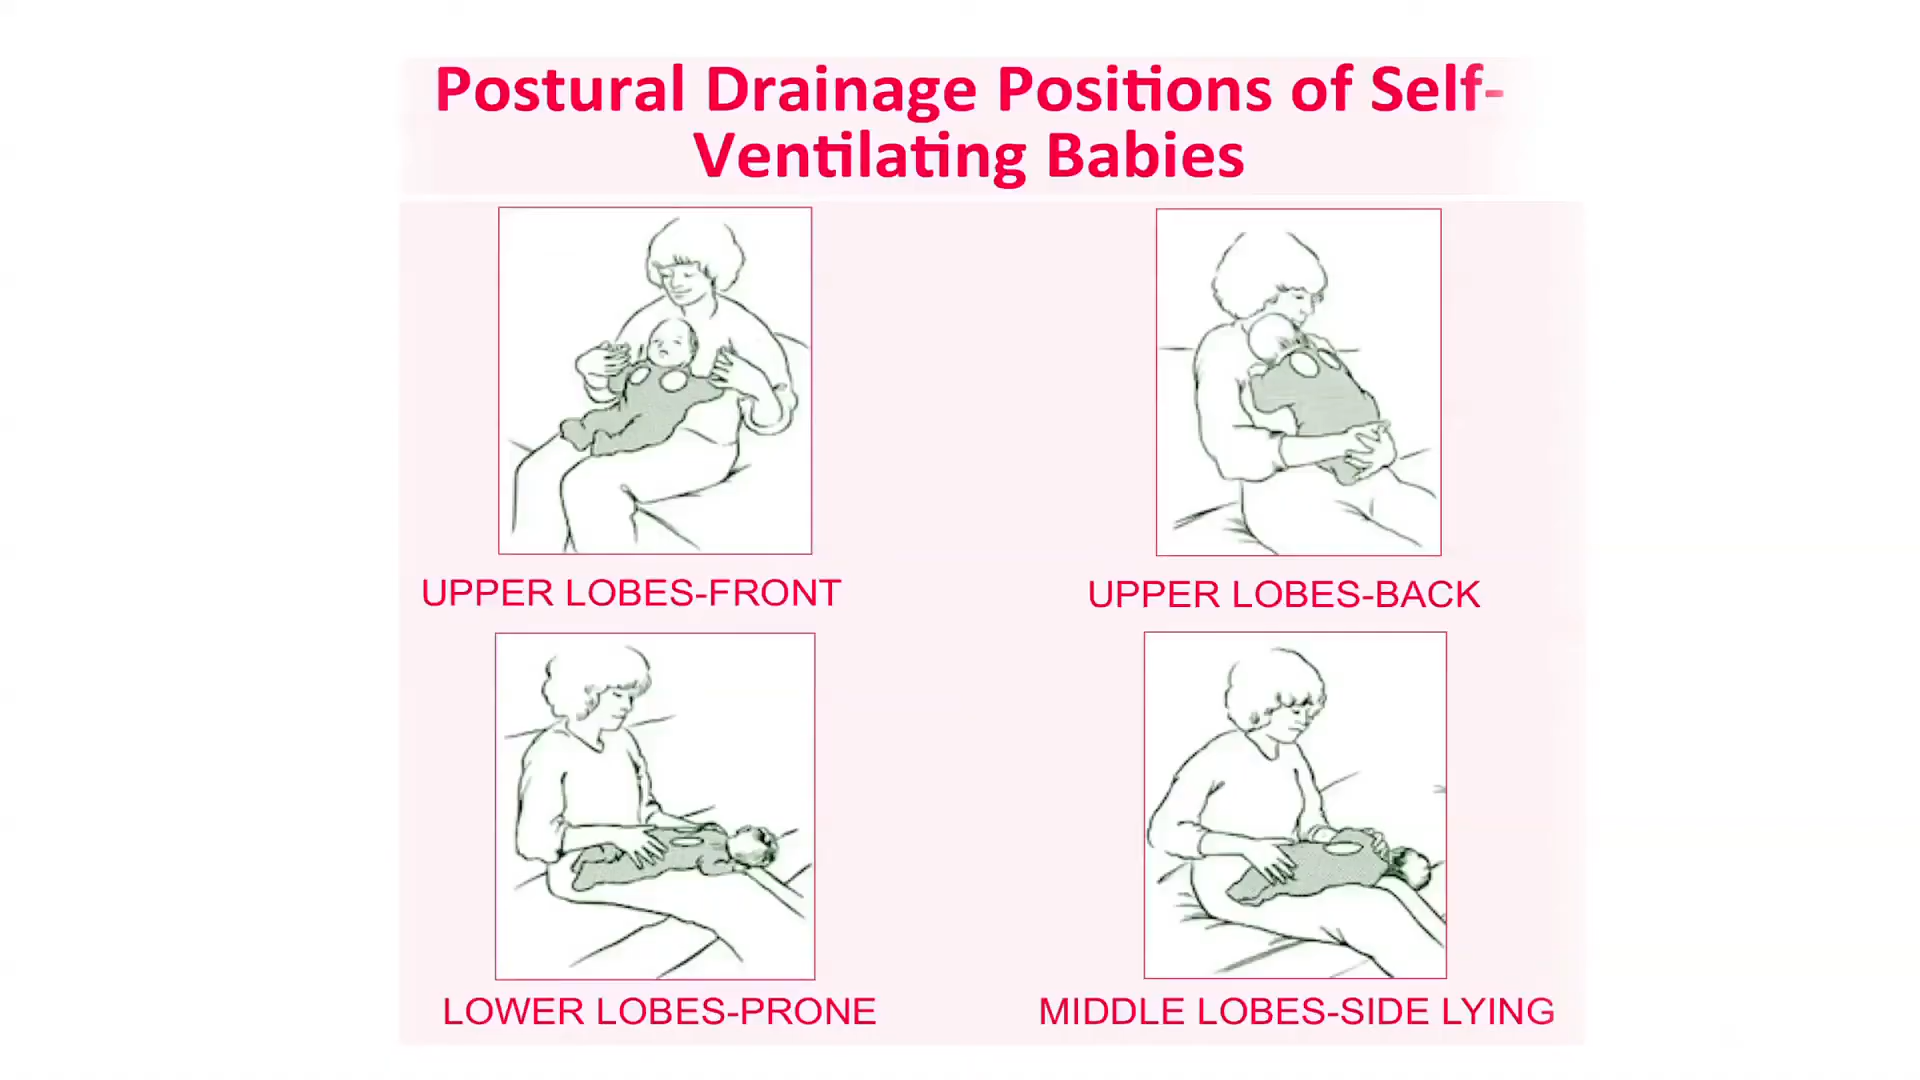 Postural Drainage Positions of Self-
Ventilating Babies
UPPER LOBES-FRONT
UPPER LOBES-BACK
LOWER LOBES-PRONE
MIDDLE LOBES-SIDE LYING